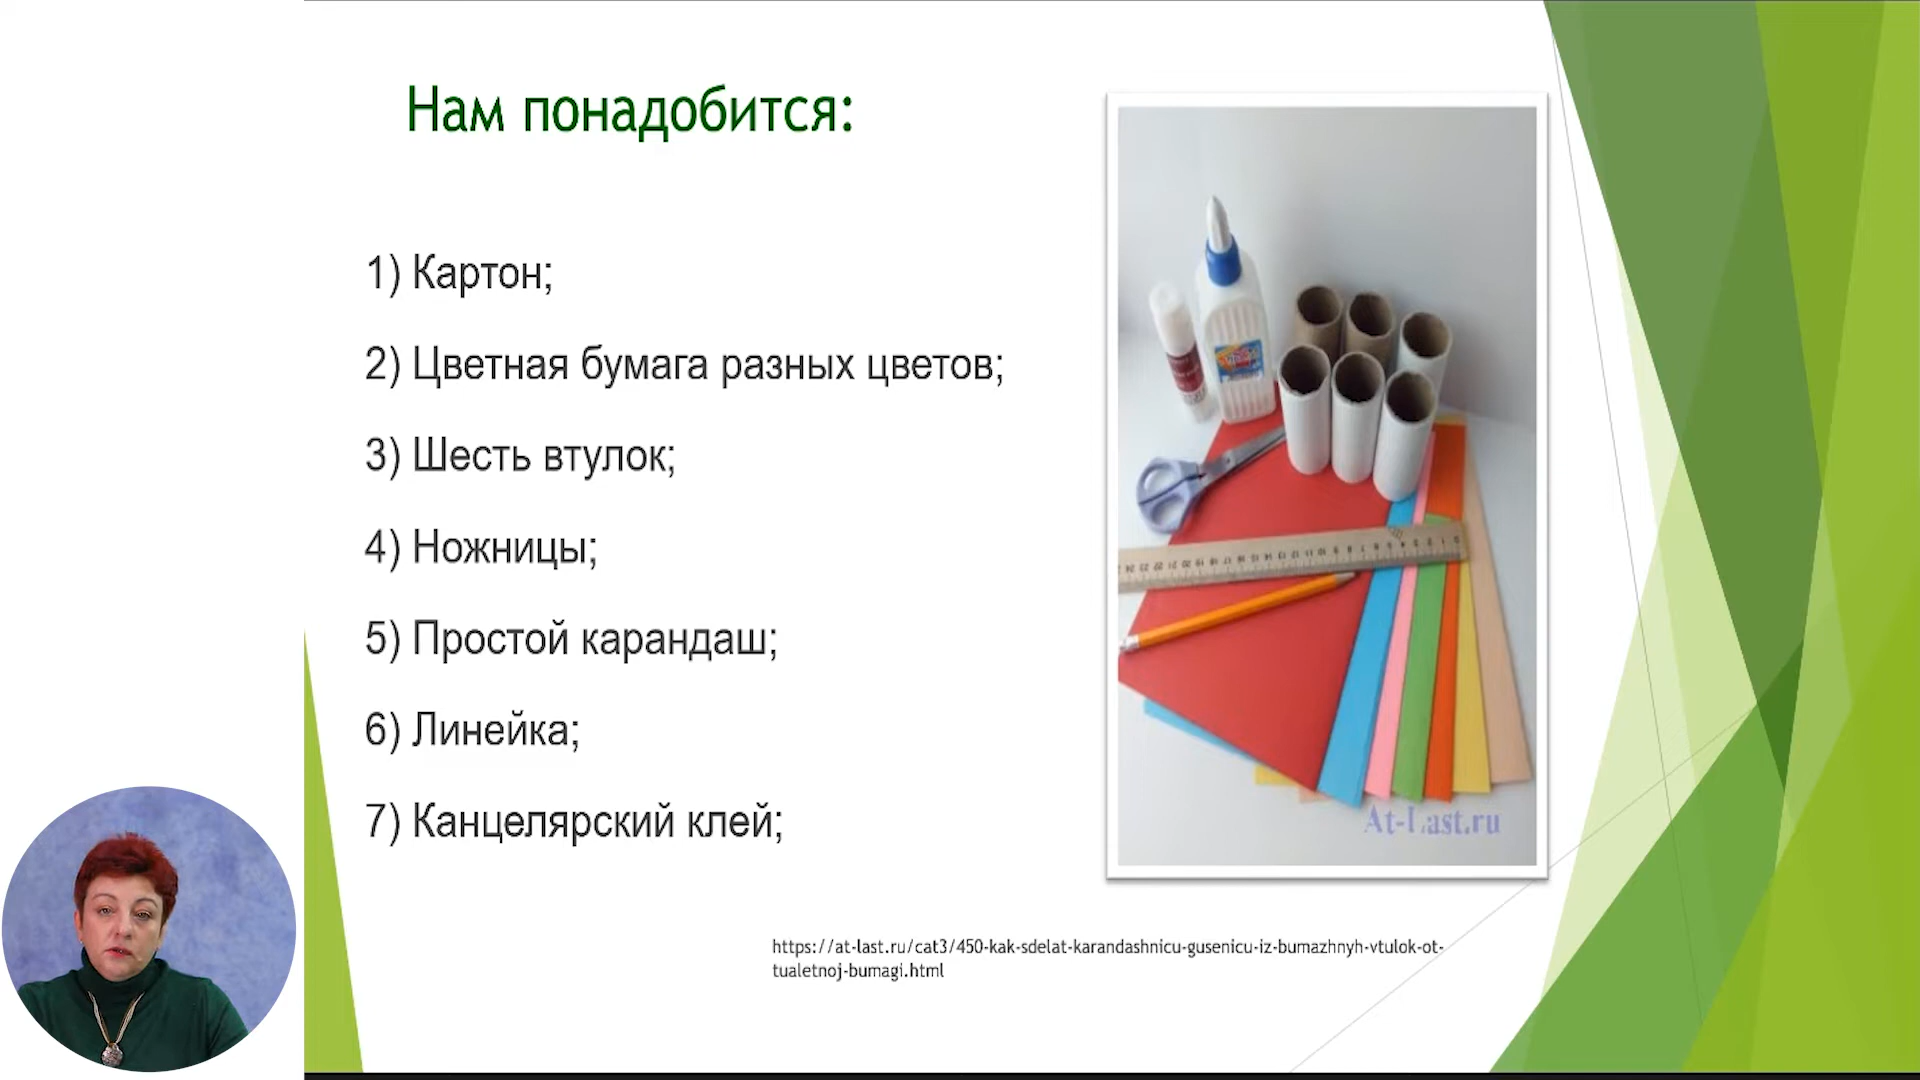 Нам понадобится:
1) Картон;
2) Цветная бумага разных цветов;
3) Шесть втулок;
4) Ножницы;
5) Простой карандаш;
6) Линейка;
7) Канцелярский клей;
At-Last.ru
https://at-last.ru/cat3/450-kak-sdelat-karandashnicu-gusenicu-iz-bumazhnyh-vtulok-ot-
tualetnoj-bumagi.html